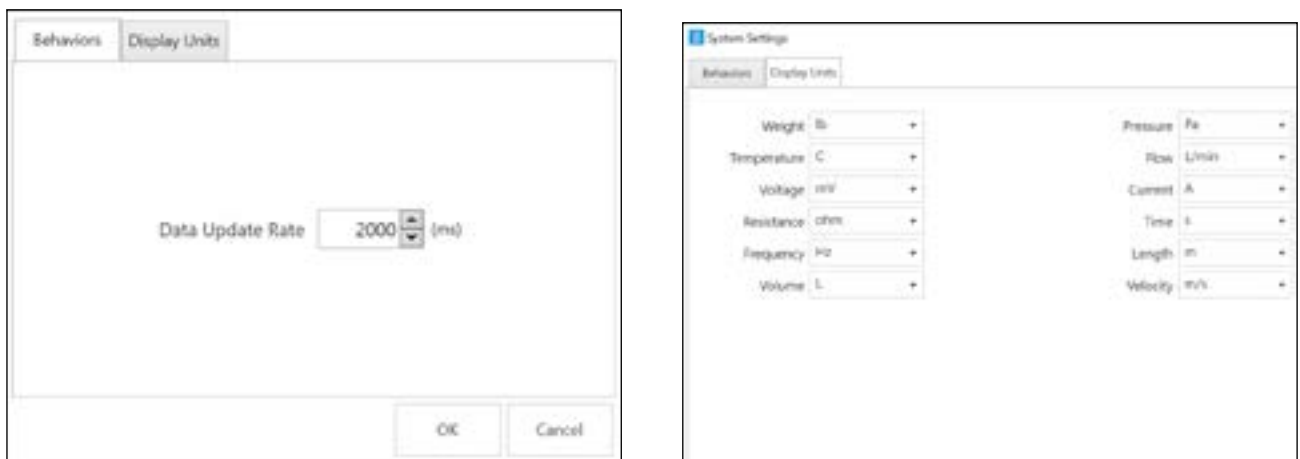 Behaviors Display Units
Data Update Rate 2000 (ms)
OK Cancel
System Settings
Behaviors Display Units
Weight lb Pressure Pa
Temperature C Flow L/min
Voltage mV Current A
Resistance ohm Time s
Frequency Hz Length m
Volume L Velocity m/s